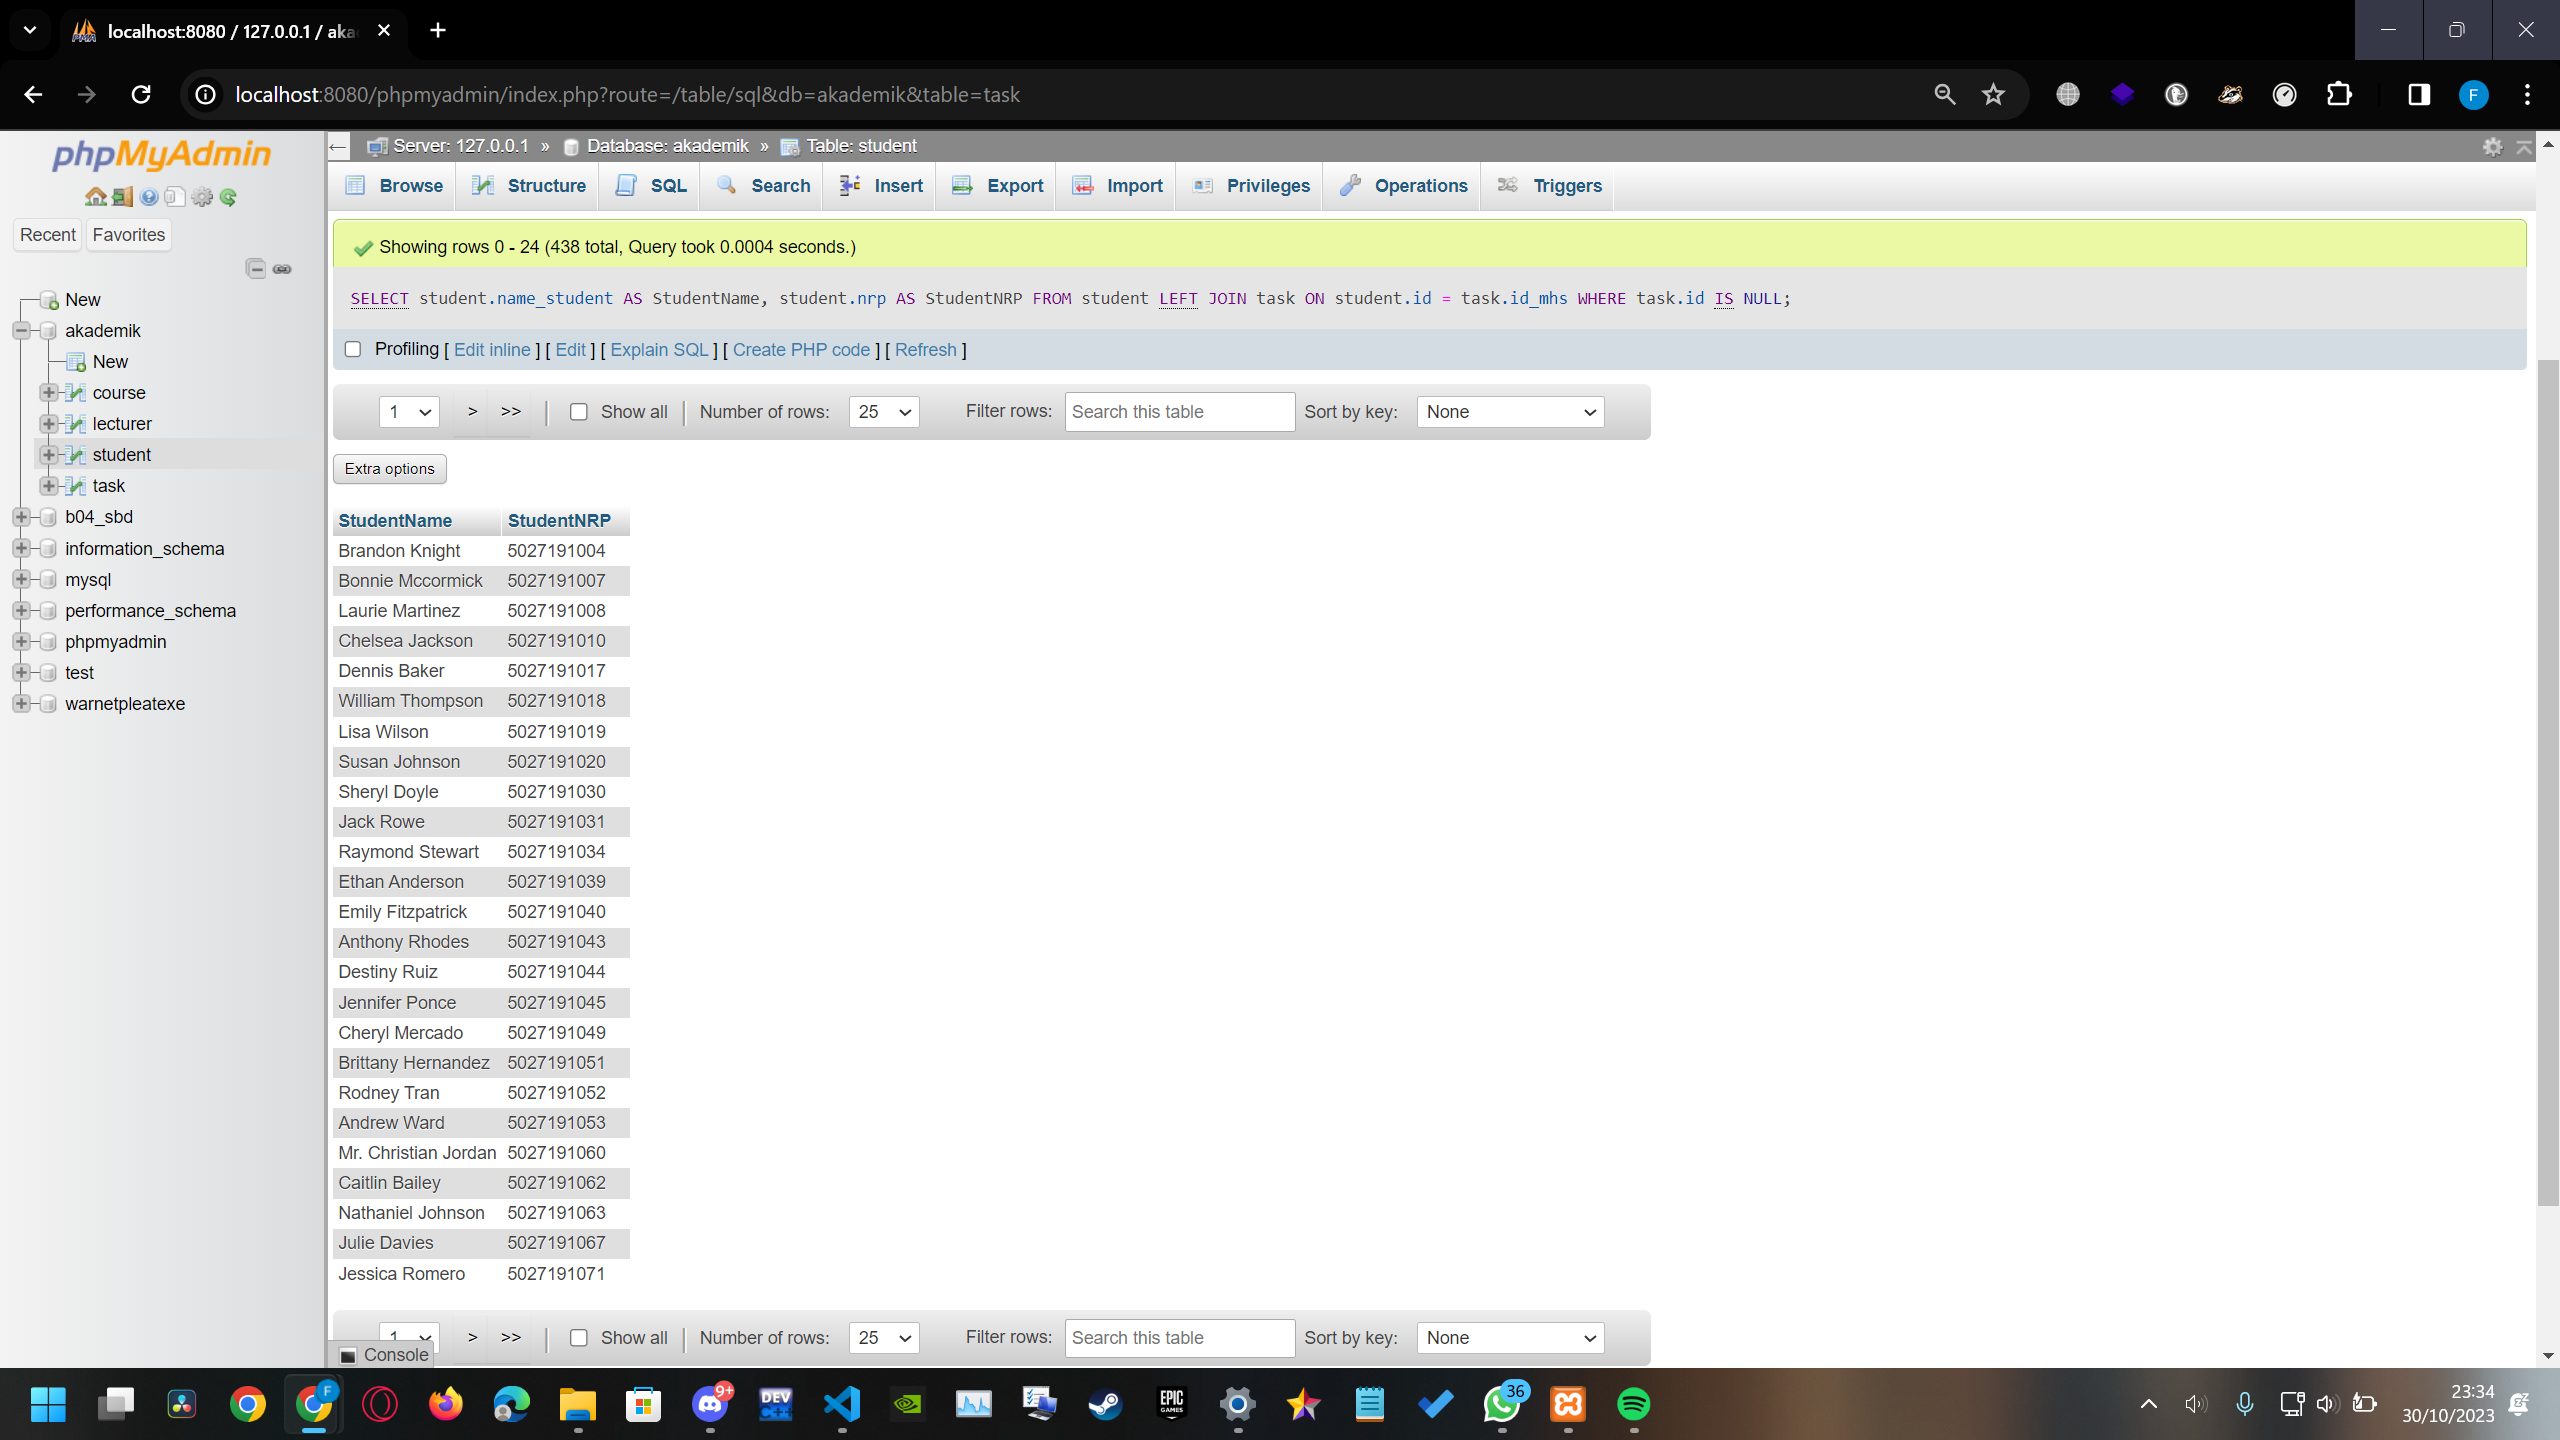 localhost:8080 / 127.0.0.1 / aka
localhost:8080/phpmyadmin/index.php?route=/table/sql&db=akademik&table=task
F
phpMyAdmin
Recent Favorites
New
akademik
New
course
lecturer
student
task
b04_sbd
information_schema
mysql
performance_schema
phpmyadmin
test
warnetpleatexe
Server: 127.0.0.1 » Database: akademik » Table: student
Browse Structure SQL Search Insert Export Import Privileges Operations Triggers
Showing rows 0 - 24 (438 total, Query took 0.0004 seconds.)
SELECT student.name_student AS StudentName, student.nrp AS StudentNRP FROM student LEFT JOIN task ON student.id = task.id_mhs WHERE task.id IS NULL;
Profiling [ Edit inline ] [ Edit ] [ Explain SQL ] [ Create PHP code ] [ Refresh ]
1 > >> Show all Number of rows: 25 Filter rows: Search this table Sort by key: None
Extra options
StudentName StudentNRP
Brandon Knight 5027191004
Bonnie Mccormick 5027191007
Laurie Martinez 5027191008
Chelsea Jackson 5027191010
Dennis Baker 5027191017
William Thompson 5027191018
Lisa Wilson 5027191019
Susan Johnson 5027191020
Sheryl Doyle 5027191030
Jack Rowe 5027191031
Raymond Stewart 5027191034
Ethan Anderson 5027191039
Emily Fitzpatrick 5027191040
Anthony Rhodes 5027191043
Destiny Ruiz 5027191044
Jennifer Ponce 5027191045
Cheryl Mercado 5027191049
Brittany Hernandez 5027191051
Rodney Tran 5027191052
Andrew Ward 5027191053
Mr. Christian Jordan 5027191060
Caitlin Bailey 5027191062
Nathaniel Johnson 5027191063
Julie Davies 5027191067
Jessica Romero 5027191071
1 > >> Show all Number of rows: 25 Filter rows: Search this table Sort by key: None
Console
F
9+
DEV C++
EPIC GAMES
36
23:34
30/10/2023